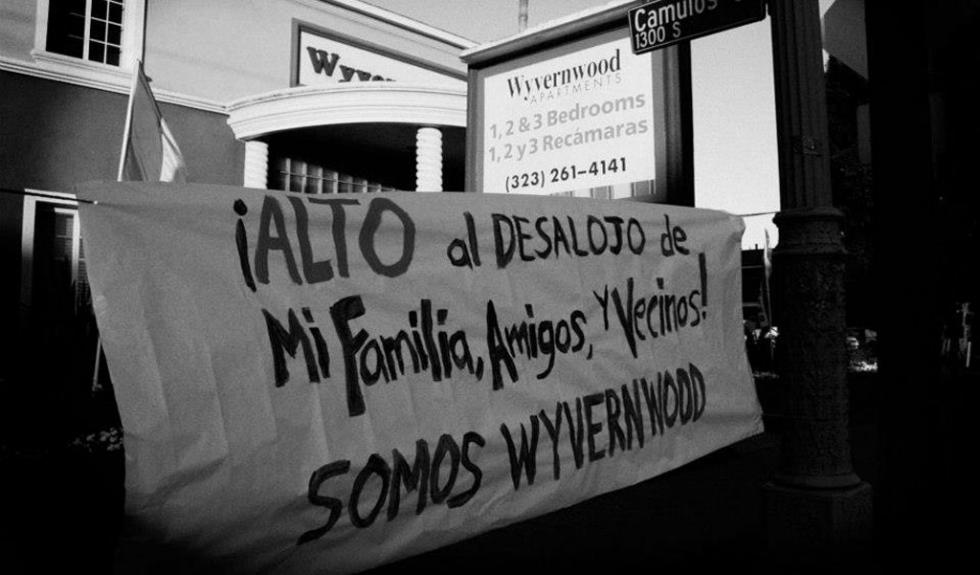 Camulos
1300 S
Wyvernwood
APARTMENTS
1, 2 & 3 Bedrooms
1, 2 y 3 Recámaras
(323) 261-4141
¡ALTO al DESALOJO de
Mi Familia, Amigos, y Vecinos!
SOMOS WYVERNWOOD